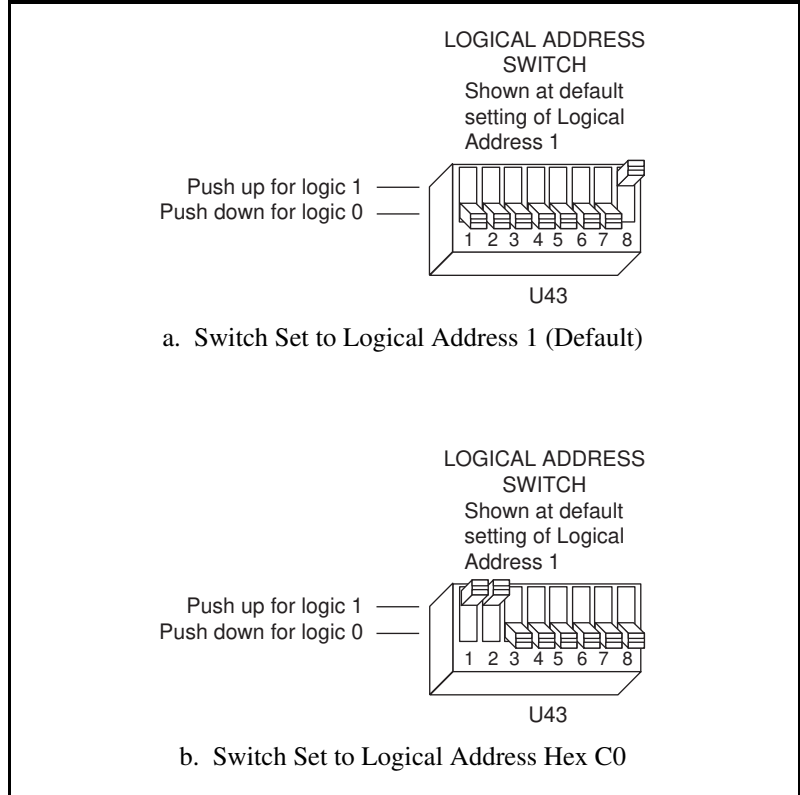 LOGICAL ADDRESS
SWITCH
Shown at default
setting of Logical
Address 1
Push up for logic 1
Push down for logic 0
1 2 3 4 5 6 7 8
U43
a. Switch Set to Logical Address 1 (Default)
LOGICAL ADDRESS
SWITCH
Shown at default
setting of Logical
Address 1
Push up for logic 1
Push down for logic 0
1 2 3 4 5 6 7 8
U43
b. Switch Set to Logical Address Hex C0